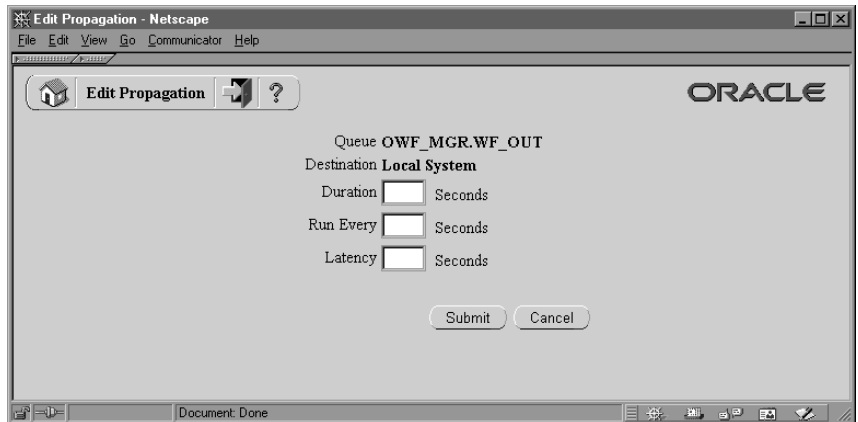 Edit Propagation - Netscape
File Edit View Go Communicator Help
Edit Propagation ?
ORACLE
Queue OWF_MGR.WF_OUT
Destination Local System
Duration Seconds
Run Every Seconds
Latency Seconds
Submit Cancel
Document: Done